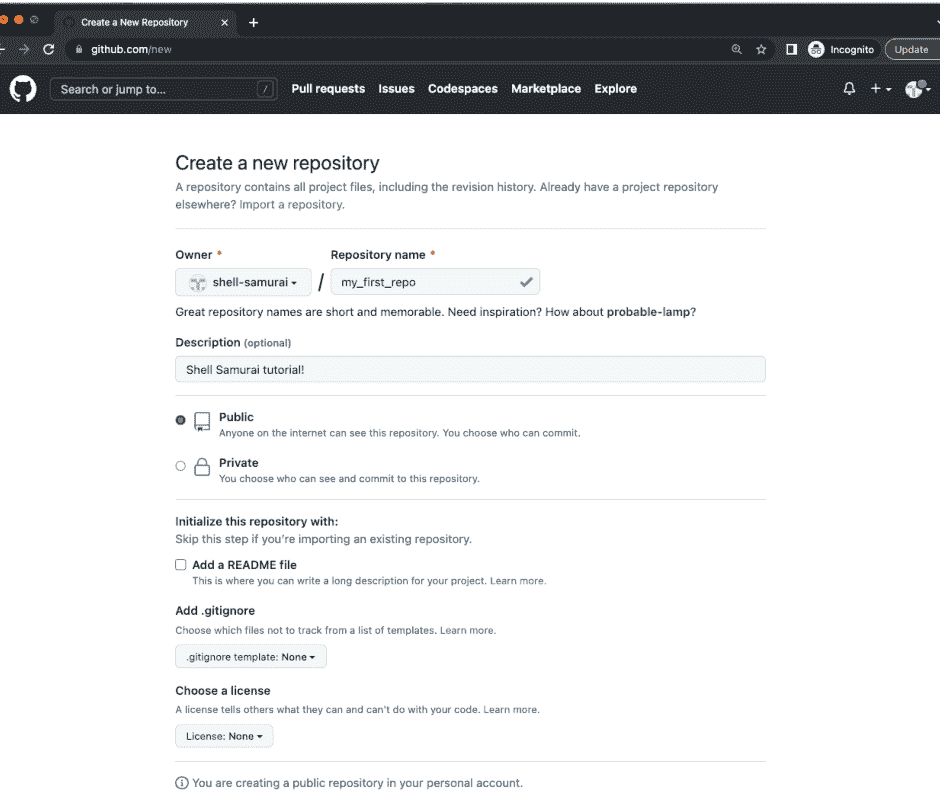 Create a New Repository
github.com/new
Incognito
Update
Search or jump to...
/
Pull requests Issues Codespaces Marketplace Explore
Create a new repository
A repository contains all project files, including the revision history. Already have a project repository
elsewhere? Import a repository.
Owner * Repository name *
shell-samurai / my_first_repo
Great repository names are short and memorable. Need inspiration? How about probable-lamp?
Description (optional)
Shell Samurai tutorial!
Public
Anyone on the internet can see this repository. You choose who can commit.
Private
You choose who can see and commit to this repository.
Initialize this repository with:
Skip this step if you're importing an existing repository.
Add a README file
This is where you can write a long description for your project. Learn more.
Add .gitignore
Choose which files not to track from a list of templates. Learn more.
.gitignore template: None
Choose a license
A license tells others what they can and can't do with your code. Learn more.
License: None
You are creating a public repository in your personal account.